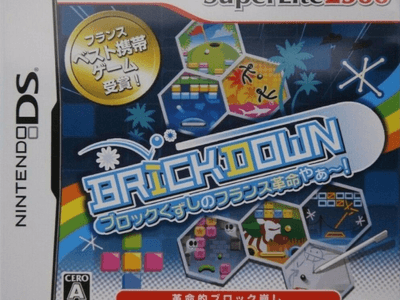 SuperLite2500
フランス
ベスト携帯
ゲーム
受賞!
NINTENDO DS
BRICKDOWN
ブロックくずしのフランス革命やぁ〜!
CERO
A
革命的ブロック崩し